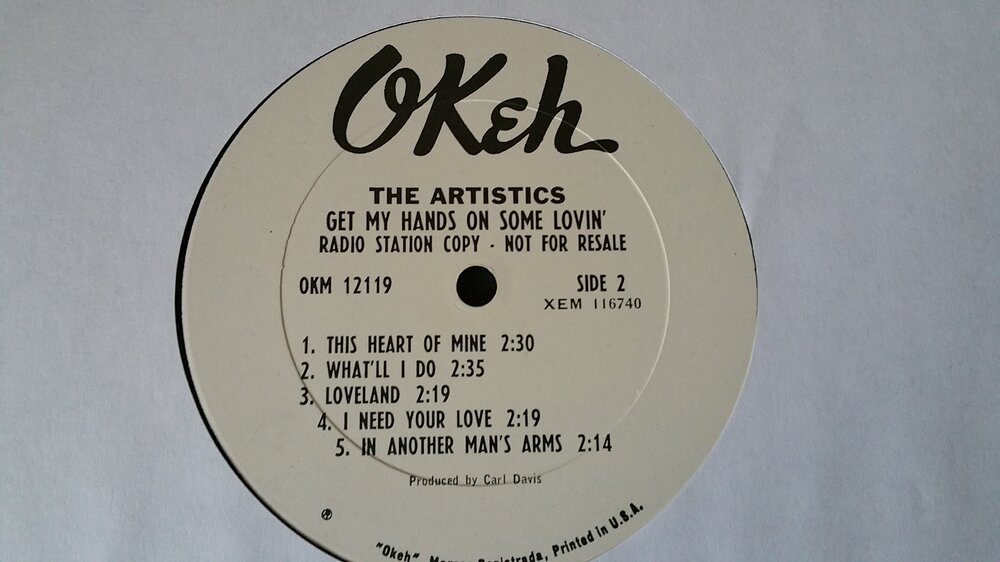 OKeh
THE ARTISTICS
GET MY HANDS ON SOME LOVIN'
RADIO STATION COPY - NOT FOR RESALE
OKM 12119
SIDE 2
XEM 116740
1. THIS HEART OF MINE 2:30
2. WHAT'LL I DO 2:35
3. LOVELAND 2:19
4. I NEED YOUR LOVE 2:19
5. IN ANOTHER MAN'S ARMS 2:14
Produced by Carl Davis
"Okeh" Printed in U.S.A.